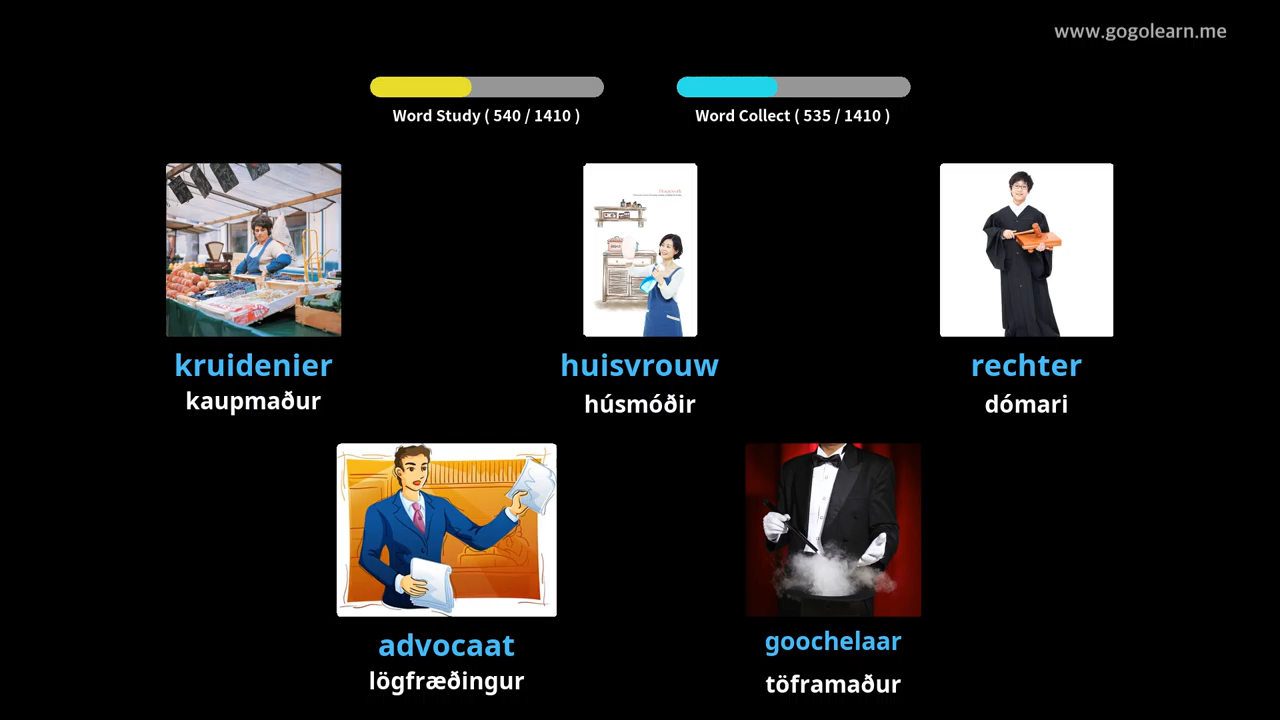 www.gogolearn.me
Word Study ( 540 / 1410 )
Word Collect ( 535 / 1410 )
kruidenier
kaupmaður
huisvrouw
húsmóðir
rechter
dómari
advocaat
lögfræðingur
goochelaar
töframaður